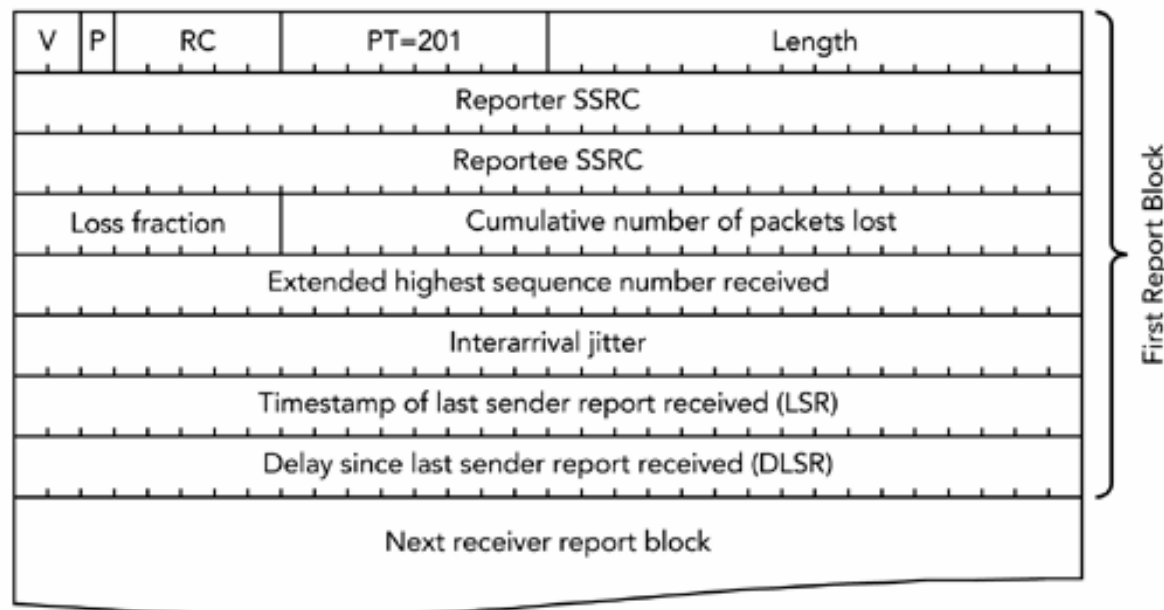 V P RC PT=201 Length
Reporter SSRC
Reportee SSRC
Loss fraction Cumulative number of packets lost
Extended highest sequence number received
Interarrival jitter
Timestamp of last sender report received (LSR)
Delay since last sender report received (DLSR)
Next receiver report block
First Report Block